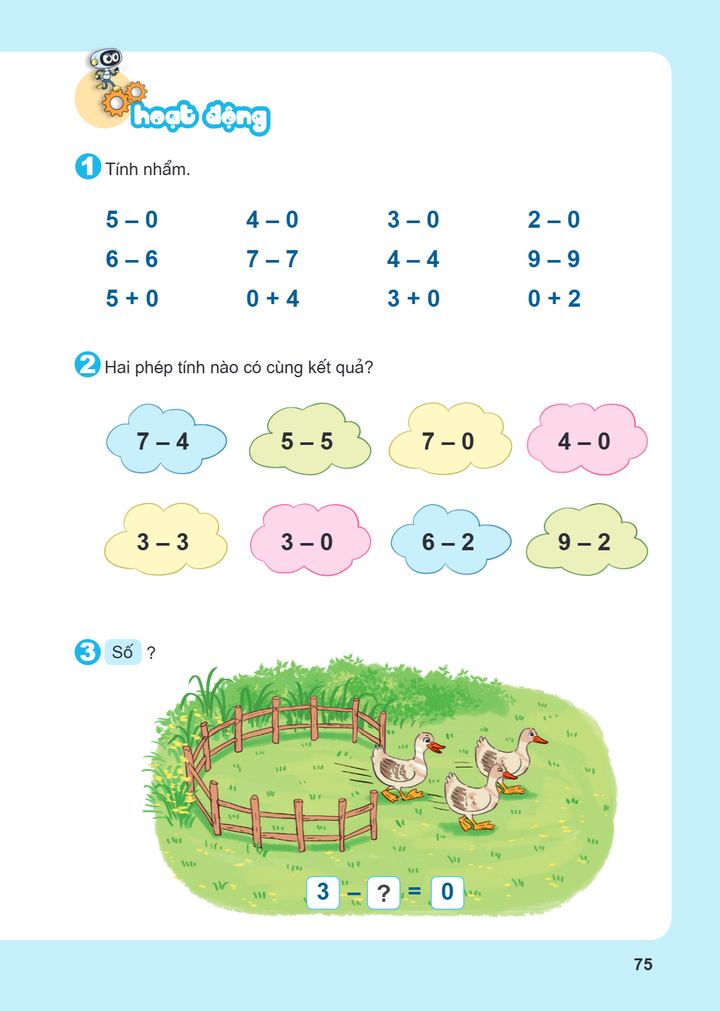 hoạt động
1 Tính nhẩm.
5 – 0 4 – 0 3 – 0 2 – 0
6 – 6 7 – 7 4 – 4 9 – 9
5 + 0 0 + 4 3 + 0 0 + 2
2 Hai phép tính nào có cùng kết quả?
7 – 4 5 – 5 7 – 0 4 – 0
3 – 3 3 – 0 6 – 2 9 – 2
3 Số ?
3 – ? = 0
75